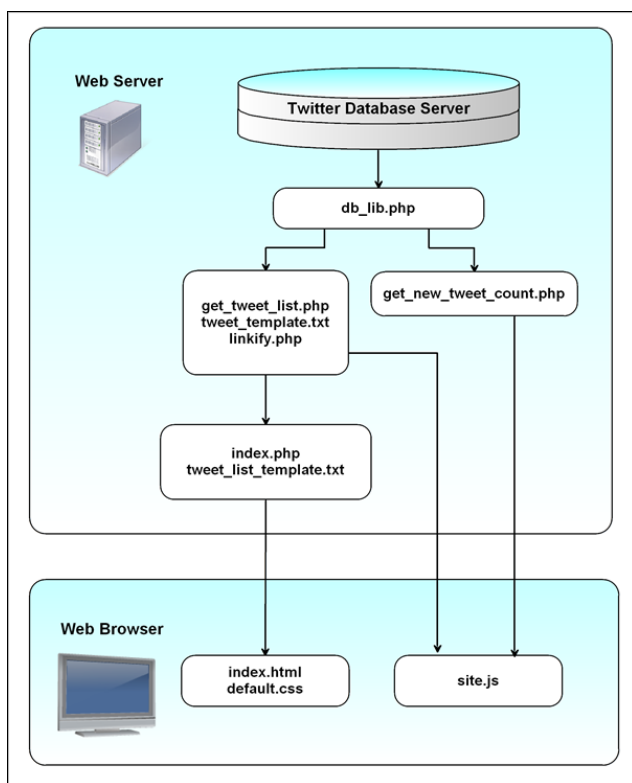 Web Server
Twitter Database Server
db_lib.php
get_tweet_list.php
tweet_template.txt
linkify.php
get_new_tweet_count.php
index.php
tweet_list_template.txt
Web Browser
index.html
default.css
site.js